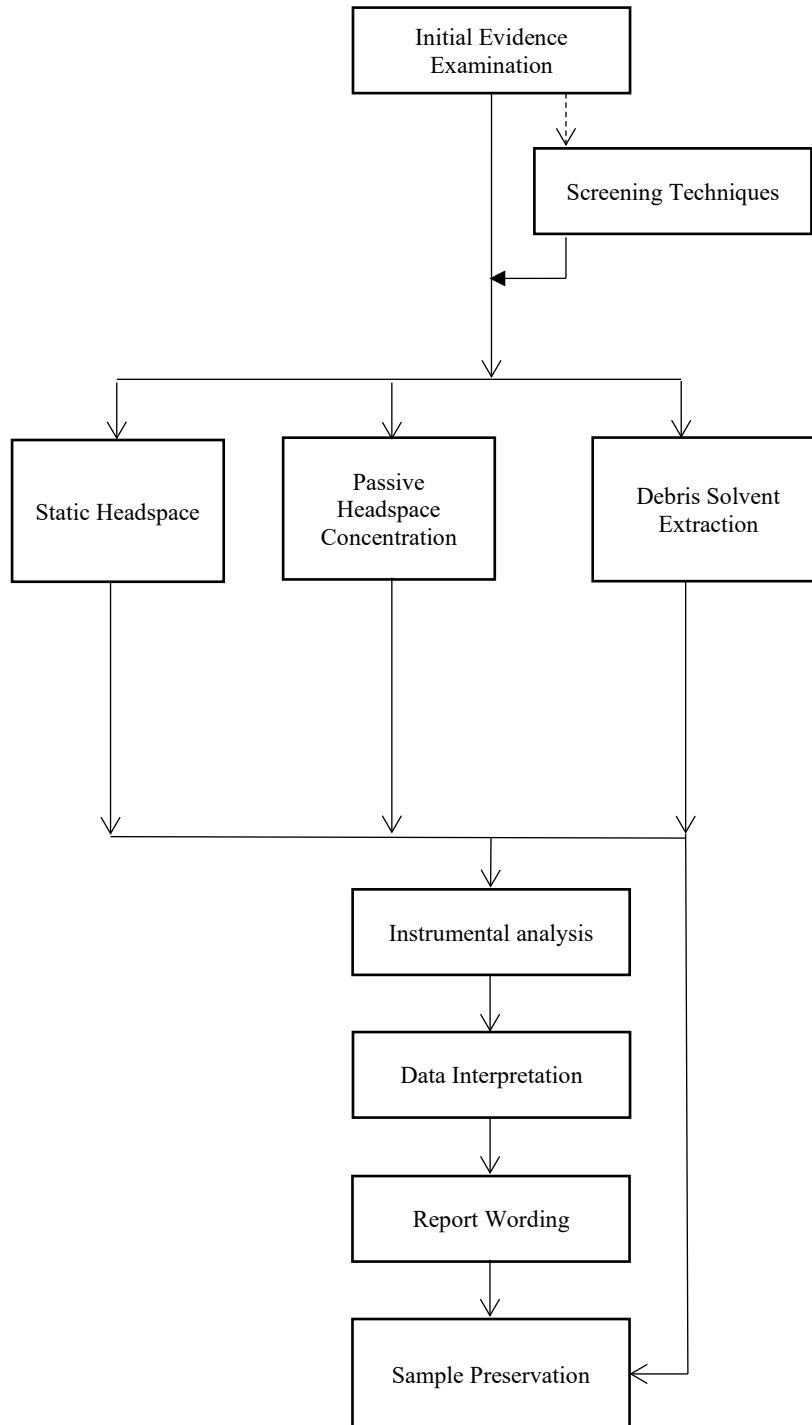 Initial Evidence
Examination
Screening Techniques
Static Headspace
Passive
Headspace
Concentration
Debris Solvent
Extraction
Instrumental analysis
Data Interpretation
Report Wording
Sample Preservation